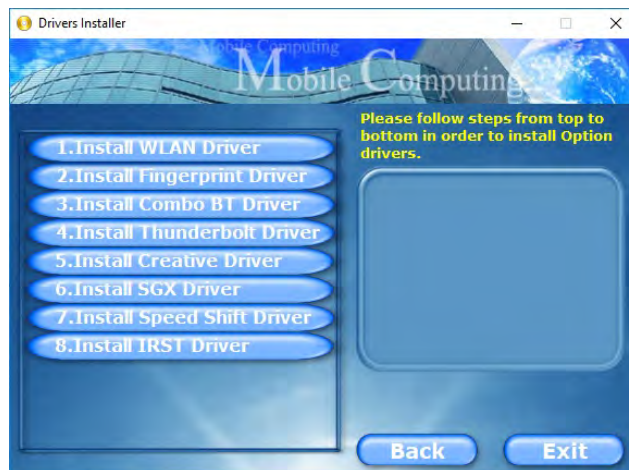 Drivers Installer
Mobile Computing
Mobile Computing
Please follow steps from top to
bottom in order to install Option
drivers.
1.Install WLAN Driver
2.Install Fingerprint Driver
3.Install Combo BT Driver
4.Install Thunderbolt Driver
5.Install Creative Driver
6.Install SGX Driver
7.Install Speed Shift Driver
8.Install IRST Driver
Back
Exit